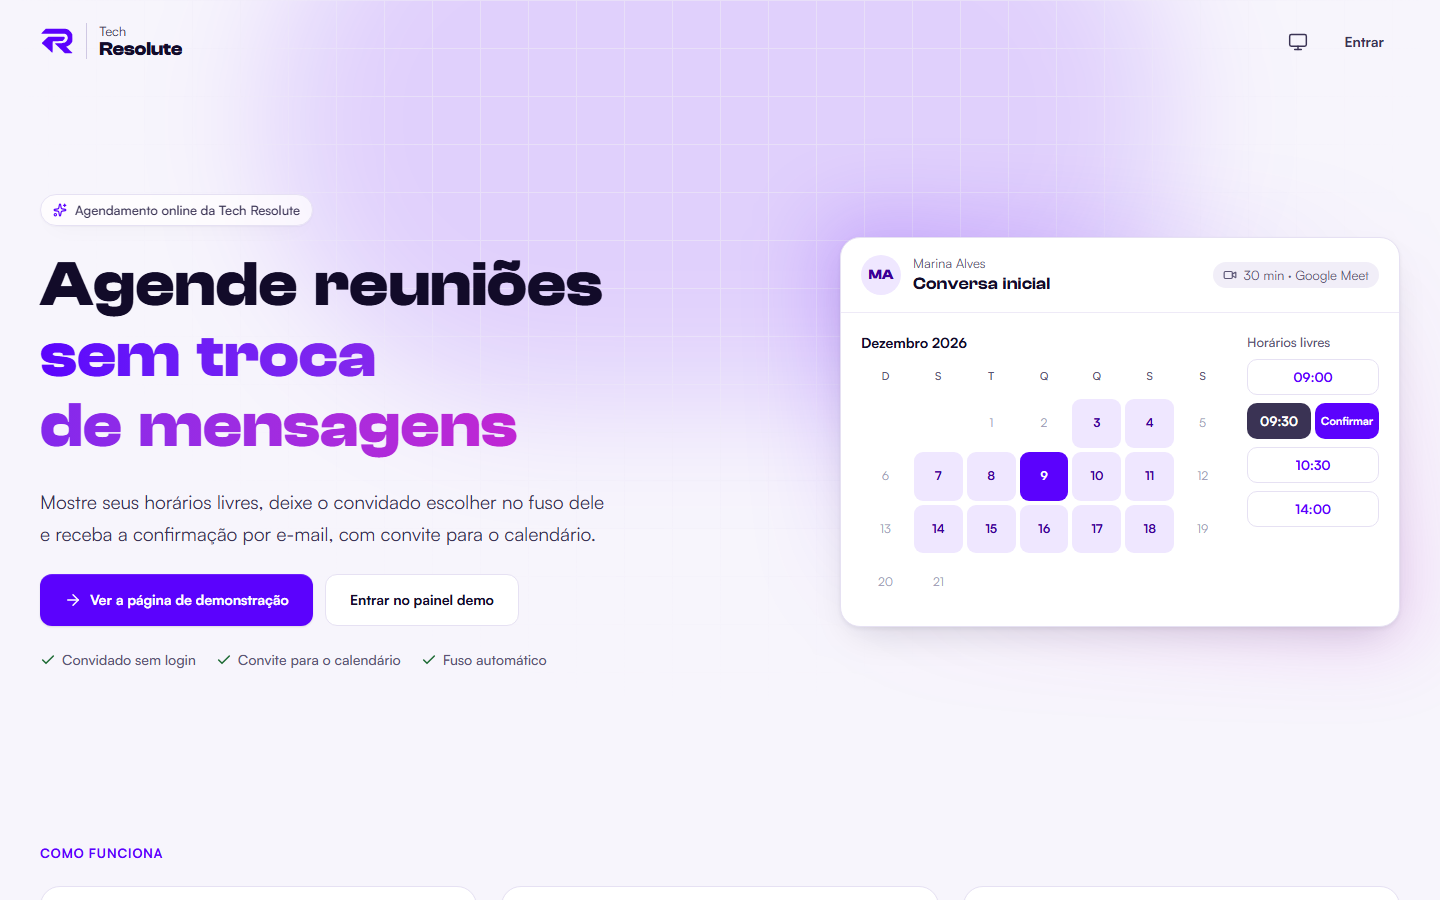 Tech
Resolute
Entrar
Agendamento online da Tech Resolute
Agende reuniões
sem troca
de mensagens
Mostre seus horários livres, deixe o convidado escolher no fuso dele
e receba a confirmação por e-mail, com convite para o calendário.
Ver a página de demonstração
Entrar no painel demo
Convidado sem login
Convite para o calendário
Fuso automático
MA
Marina Alves
Conversa inicial
30 min · Google Meet
Dezembro 2026
D S T Q Q S S
1 2 3 4 5
6 7 8 9 10 11 12
13 14 15 16 17 18 19
20 21
Horários livres
09:00
09:30 Confirmar
10:30
14:00
COMO FUNCIONA